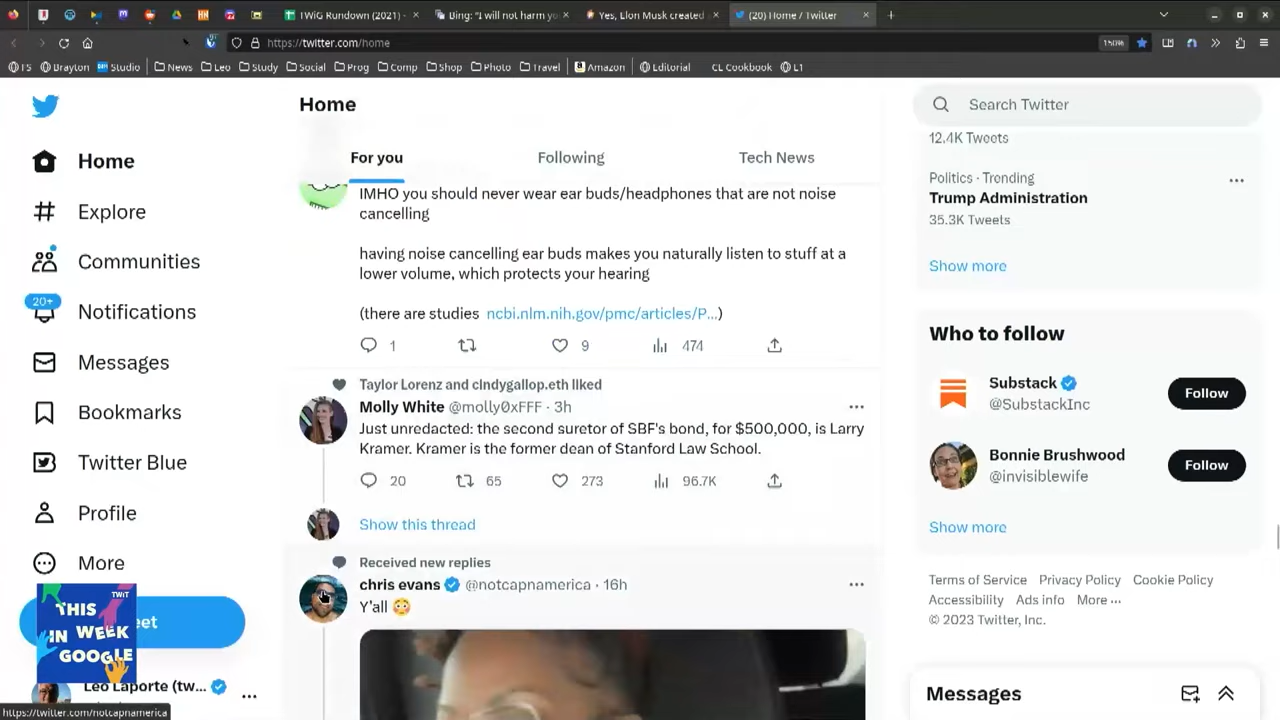 TWiG Rundown (2021) -
Bing: "I will not harm yo
Yes, Elon Musk created
(20) Home / Twitter
https://twitter.com/home
150%
TS
Brayton
Studio
News
Leo
Study
Social
Prog
Comp
Shop
Photo
Travel
Amazon
Editorial
CL Cookbook
L1
Home
Explore
Communities
20+
Notifications
Messages
Bookmarks
Twitter Blue
Profile
More
THIS
TWiT
IN WEEK
GOOGLE
eet
Leo Laporte (tw...
https://twitter.com/notcapnamerica
Home
For you
Following
Tech News
IMHO you should never wear ear buds/headphones that are not noise
cancelling
having noise cancelling ear buds makes you naturally listen to stuff at a
lower volume, which protects your hearing
(there are studies ncbi.nlm.nih.gov/pmc/articles/P...)
1 9 474
Taylor Lorenz and cindygallop.eth liked
Molly White @molly0xFFF · 3h
Just unredacted: the second suretor of SBF's bond, for $500,000, is Larry
Kramer. Kramer is the former dean of Stanford Law School.
20 65 273 96.7K
Show this thread
Received new replies
chris evans @notcapnamerica · 16h
Y'all 😳
Search Twitter
12.4K Tweets
Politics · Trending
Trump Administration
35.3K Tweets
Show more
Who to follow
Substack
@SubstackInc
Follow
Bonnie Brushwood
@invisiblewife
Follow
Show more
Terms of Service Privacy Policy Cookie Policy
Accessibility Ads info More ···
© 2023 Twitter, Inc.
Messages